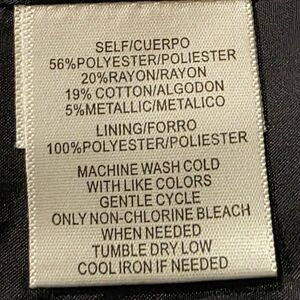 SELF/CUERPO
56%POLYESTER/POLIESTER
20%RAYON/RAYON
19% COTTON/ALGODON
5%METALLIC/METALICO
LINING/FORRO
100%POLYESTER/POLIESTER
MACHINE WASH COLD
WITH LIKE COLORS
GENTLE CYCLE
ONLY NON-CHLORINE BLEACH
WHEN NEEDED
TUMBLE DRY LOW
COOL IRON IF NEEDED